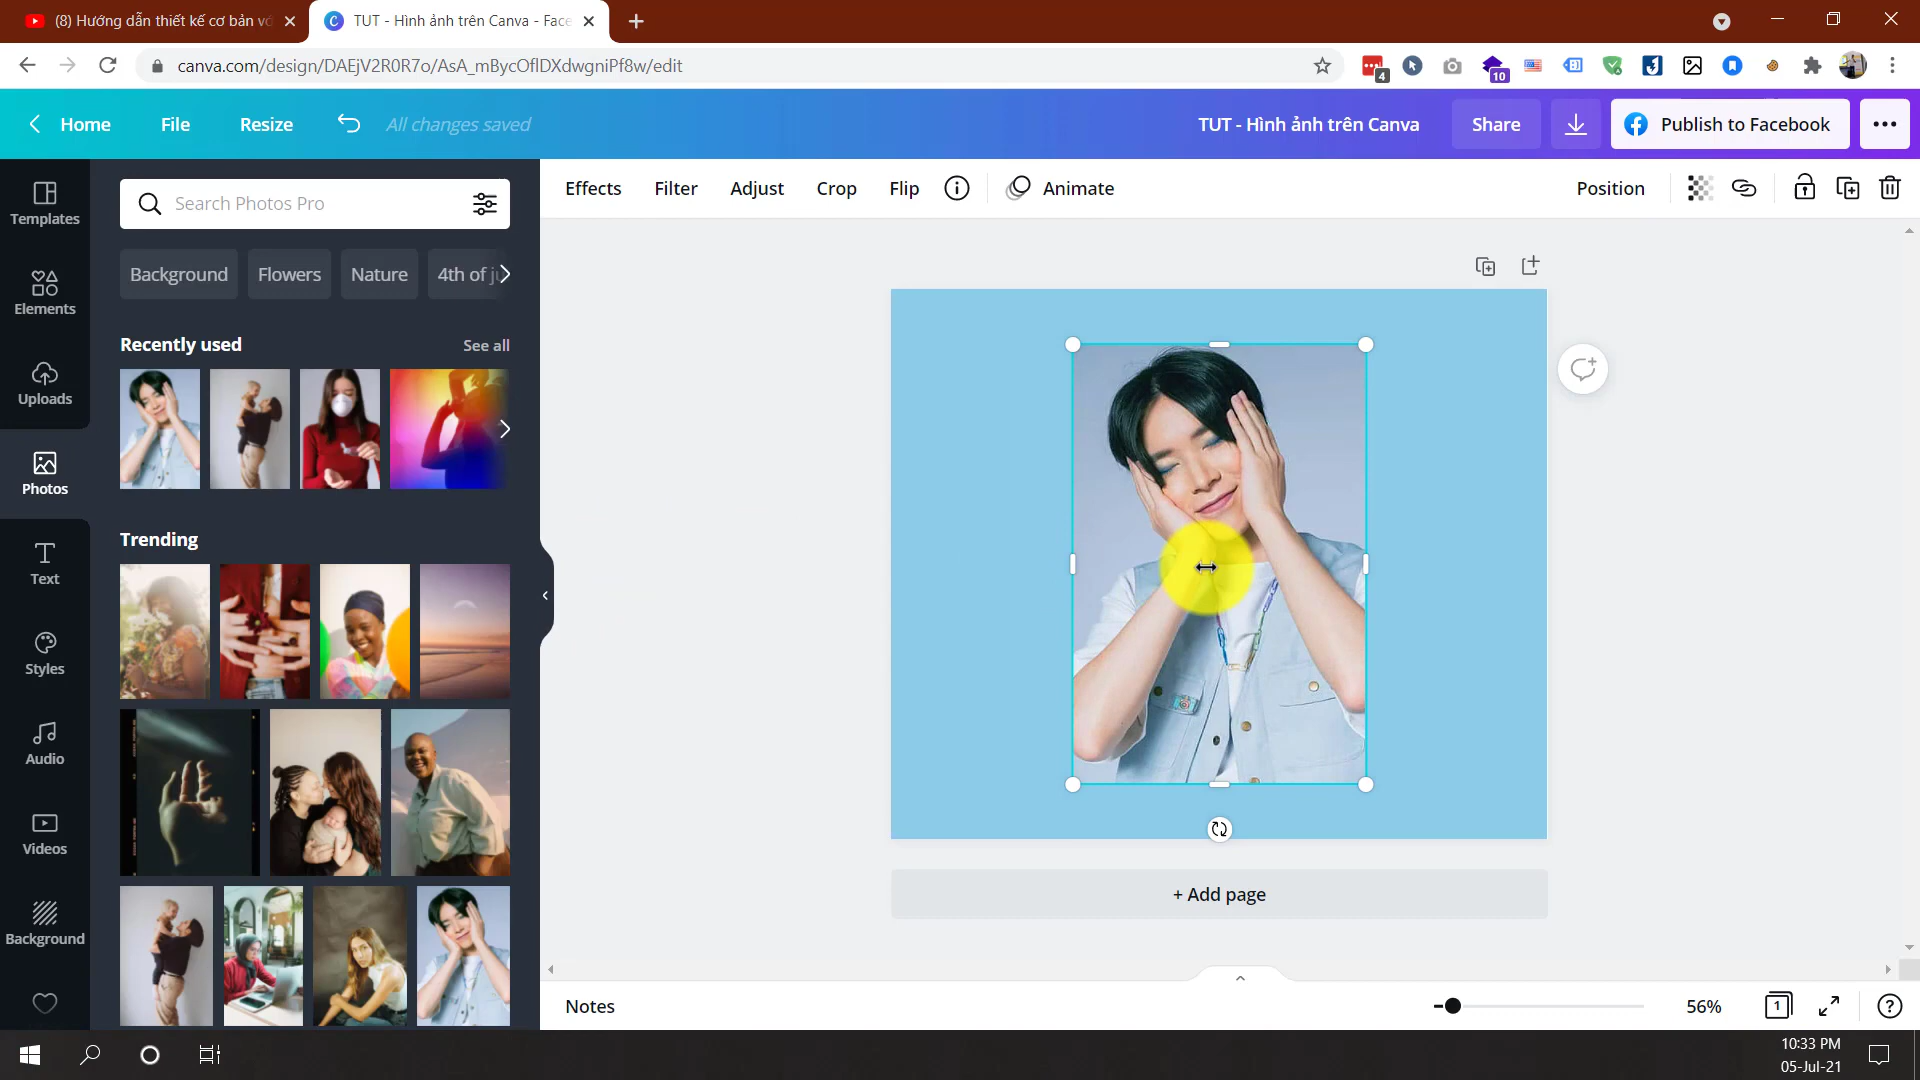 (8) Hướng dẫn thiết kế cơ bản vớ
TUT - Hình ảnh trên Canva - Face
canva.com/design/DAEjV2R0R7o/AsA_mBycOflDXdwgniPf8w/edit
4
10
Home
File
Resize
All changes saved
TUT - Hình ảnh trên Canva
Share
Publish to Facebook
Templates
Elements
Uploads
Photos
Text
Styles
Audio
Videos
Background
Search Photos Pro
Background
Flowers
Nature
4th of ju
Recently used
See all
Trending
Effects
Filter
Adjust
Crop
Flip
Animate
Position
+ Add page
Notes
56%
1
10:33 PM
05-Jul-21